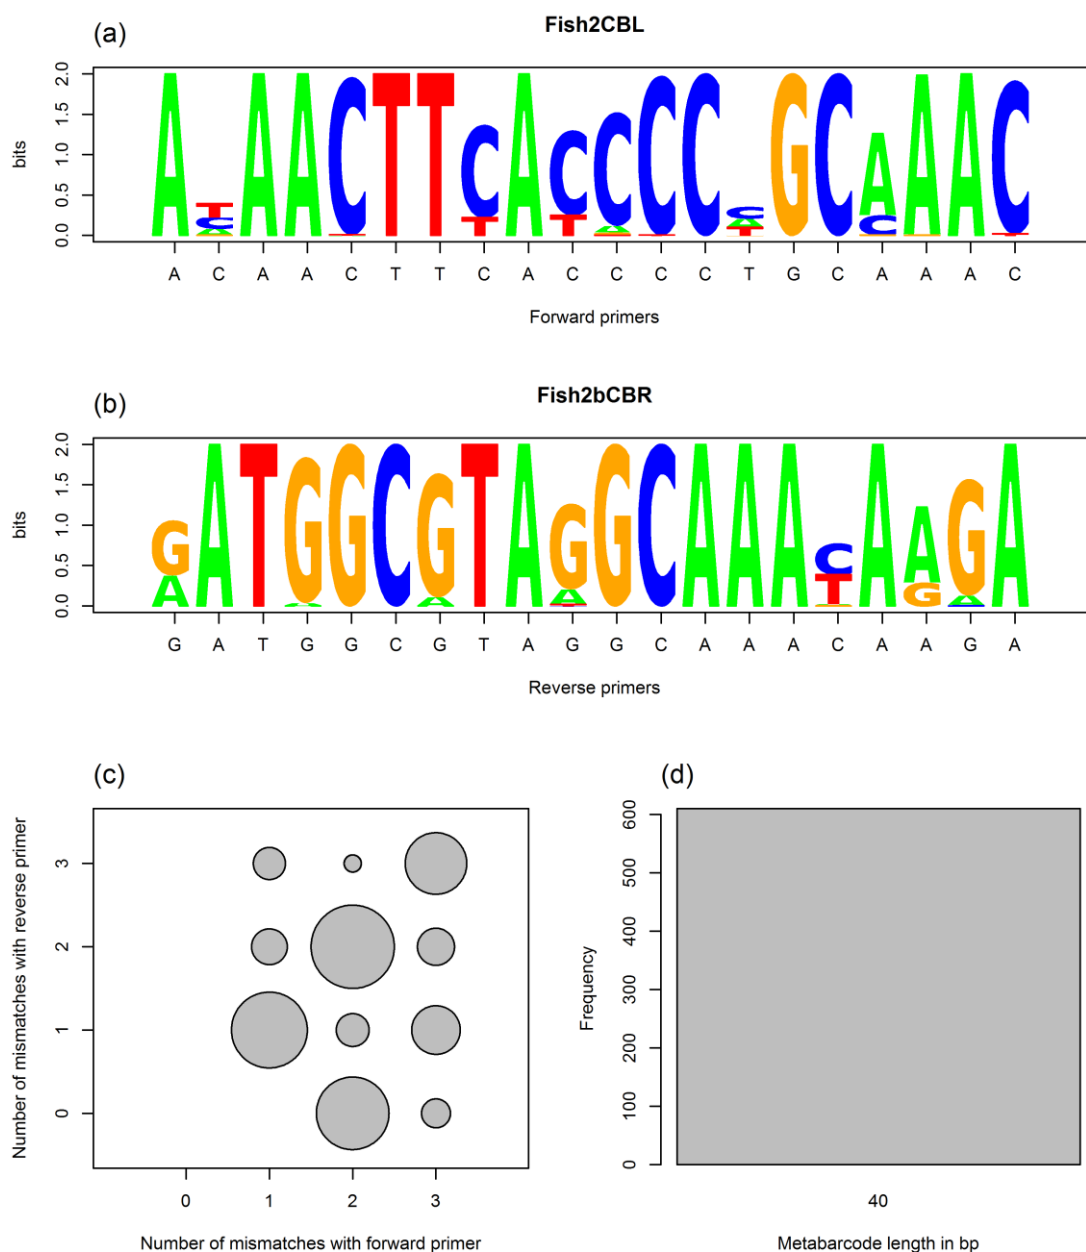 (a)
Fish2CBL
bits
2.0
1.5
1.0
0.5
0.0
A C A A C T T C A C C C C T G C A A A C
Forward primers
(b)
Fish2bCBR
bits
2.0
1.5
1.0
0.5
0.0
G A T G G C G T A G G C A A A C A A G A
Reverse primers
(c)
Number of mismatches with reverse primer
3
2
1
0
0 1 2 3
Number of mismatches with forward primer
(d)
Frequency
600
500
400
300
200
100
0
40
Metabarcode length in bp